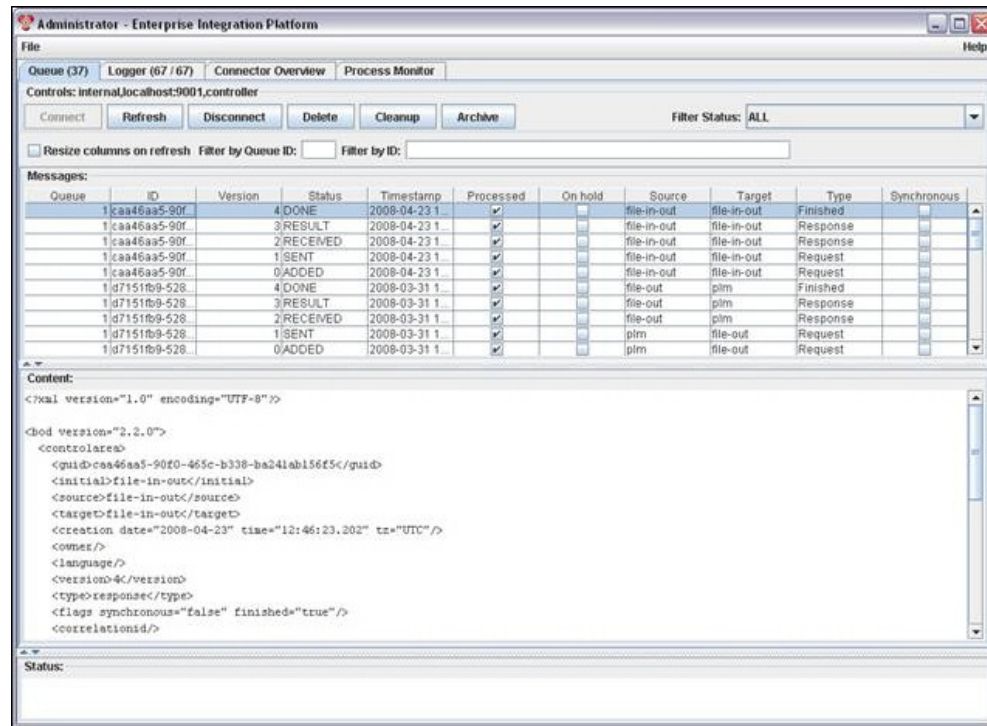 Administrator - Enterprise Integration Platform
File Help
Queue (37) Logger (67 / 67) Connector Overview Process Monitor
Controls: internal,localhost:9001,controller
Connect Refresh Disconnect Delete Cleanup Archive Filter Status: ALL
Resize columns on refresh Filter by Queue ID: Filter by ID:
Messages:
Queue ID Version Status Timestamp Processed On hold Source Target Type Synchronous
1 caa46aa5-90f... 4 DONE 2008-04-23 1... file-in-out file-in-out Finished
1 caa46aa5-90f... 3 RESULT 2008-04-23 1... file-in-out file-in-out Response
1 caa46aa5-90f... 2 RECEIVED 2008-04-23 1... file-in-out file-in-out Response
1 caa46aa5-90f... 1 SENT 2008-04-23 1... file-in-out file-in-out Request
1 caa46aa5-90f... 0 ADDED 2008-04-23 1... file-in-out file-in-out Request
1 d7151fb9-528... 4 DONE 2008-03-31 1... file-out plm Finished
1 d7151fb9-528... 3 RESULT 2008-03-31 1... file-out plm Response
1 d7151fb9-528... 2 RECEIVED 2008-03-31 1... file-out plm Response
1 d7151fb9-528... 1 SENT 2008-03-31 1... plm file-out Request
1 d7151fb9-528... 0 ADDED 2008-03-31 1... plm file-out Request
Content:
<?xml version="1.0" encoding="UTF-8"?>
<bod version="2.2.0">
<controlarea>
<guid>caa46aa5-90f0-465c-b338-ba241ab156f5</guid>
<initial>file-in-out</initial>
<source>file-in-out</source>
<target>file-in-out</target>
<creation date="2008-04-23" time="12:46:23.202" tz="UTC"/>
<owner/>
<language/>
<version>4</version>
<type>response</type>
<flags synchronous="false" finished="true"/>
<correlationid/>
Status: